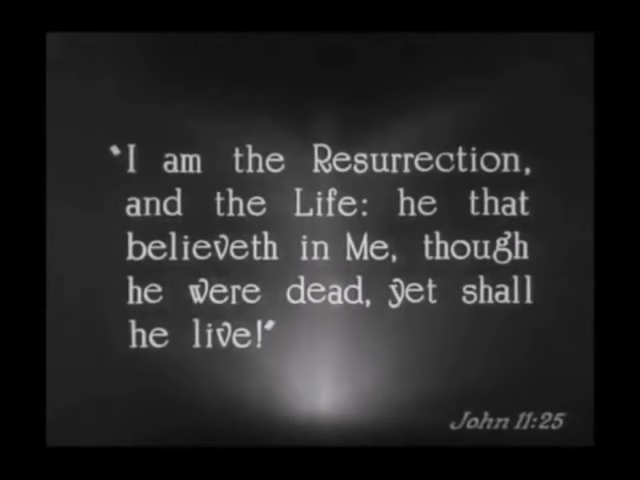 "I am the Resurrection,
and the Life: he that
believeth in Me, though
he were dead, yet shall
he live!"
John 11:25